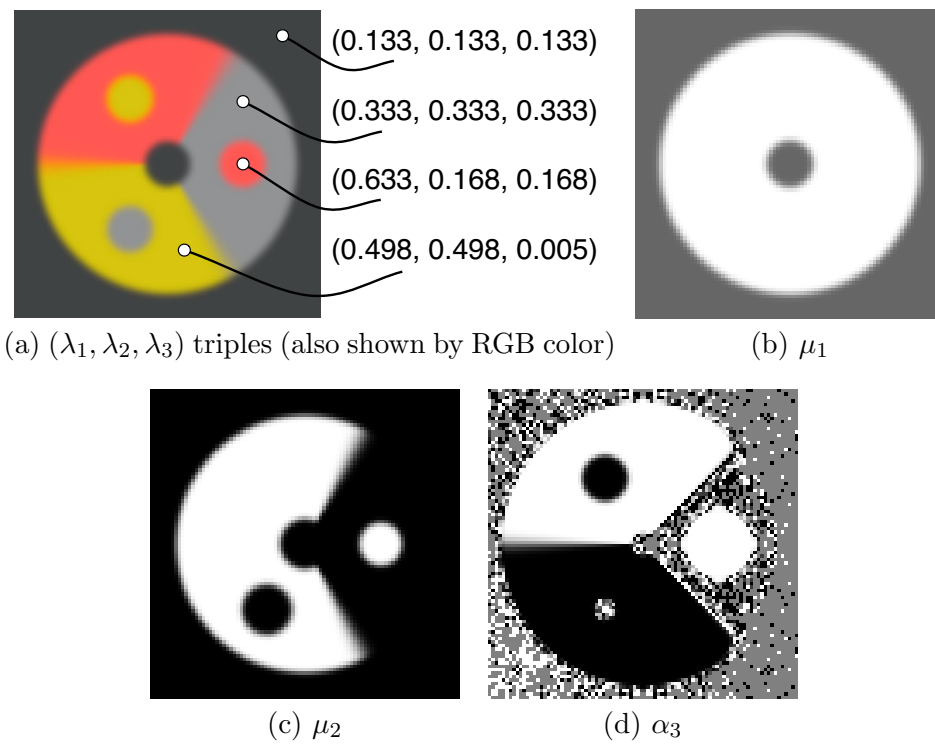 (0.133, 0.133, 0.133)
(0.333, 0.333, 0.333)
(0.633, 0.168, 0.168)
(0.498, 0.498, 0.005)
(a) (λ₁, λ₂, λ₃) triples (also shown by RGB color)
(b) μ₁
(c) μ₂
(d) α₃